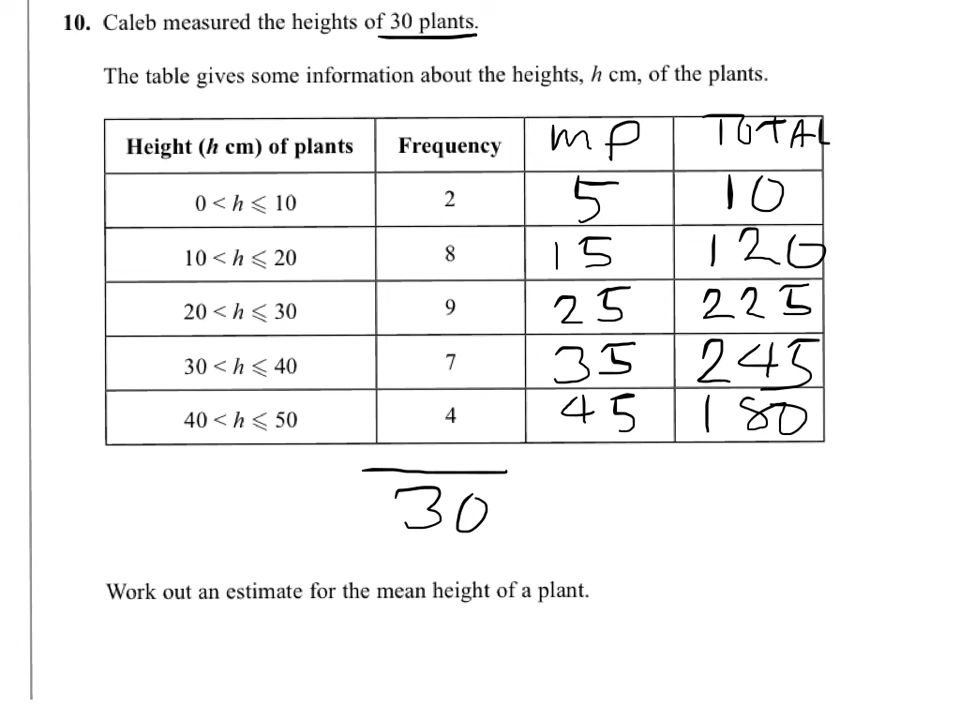 10. Caleb measured the heights of 30 plants.
The table gives some information about the heights, h cm, of the plants.
Height (h cm) of plants Frequency mp TOTAL
0 < h ⩽ 10 2 5 10
10 < h ⩽ 20 8 15 120
20 < h ⩽ 30 9 25 225
30 < h ⩽ 40 7 35 245
40 < h ⩽ 50 4 45 180
30
Work out an estimate for the mean height of a plant.